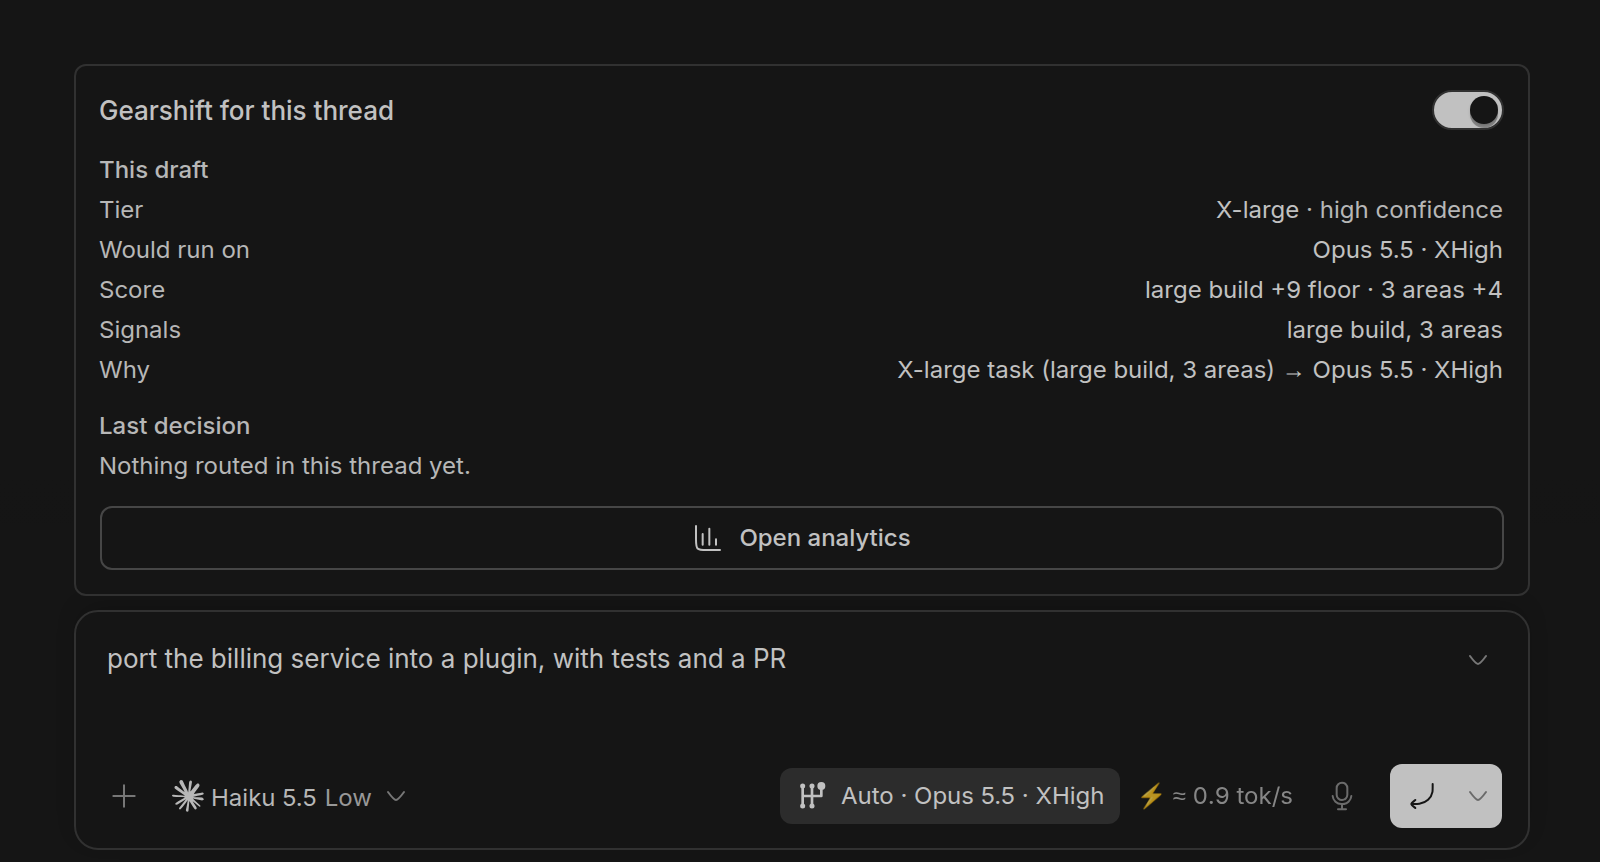 Gearshift for this thread
This draft
Tier X-large · high confidence
Would run on Opus 5.5 · XHigh
Score large build +9 floor · 3 areas +4
Signals large build, 3 areas
Why X-large task (large build, 3 areas) → Opus 5.5 · XHigh
Last decision
Nothing routed in this thread yet.
Open analytics
port the billing service into a plugin, with tests and a PR
Haiku 5.5 Low Auto · Opus 5.5 · XHigh ⚡ ≈ 0.9 tok/s